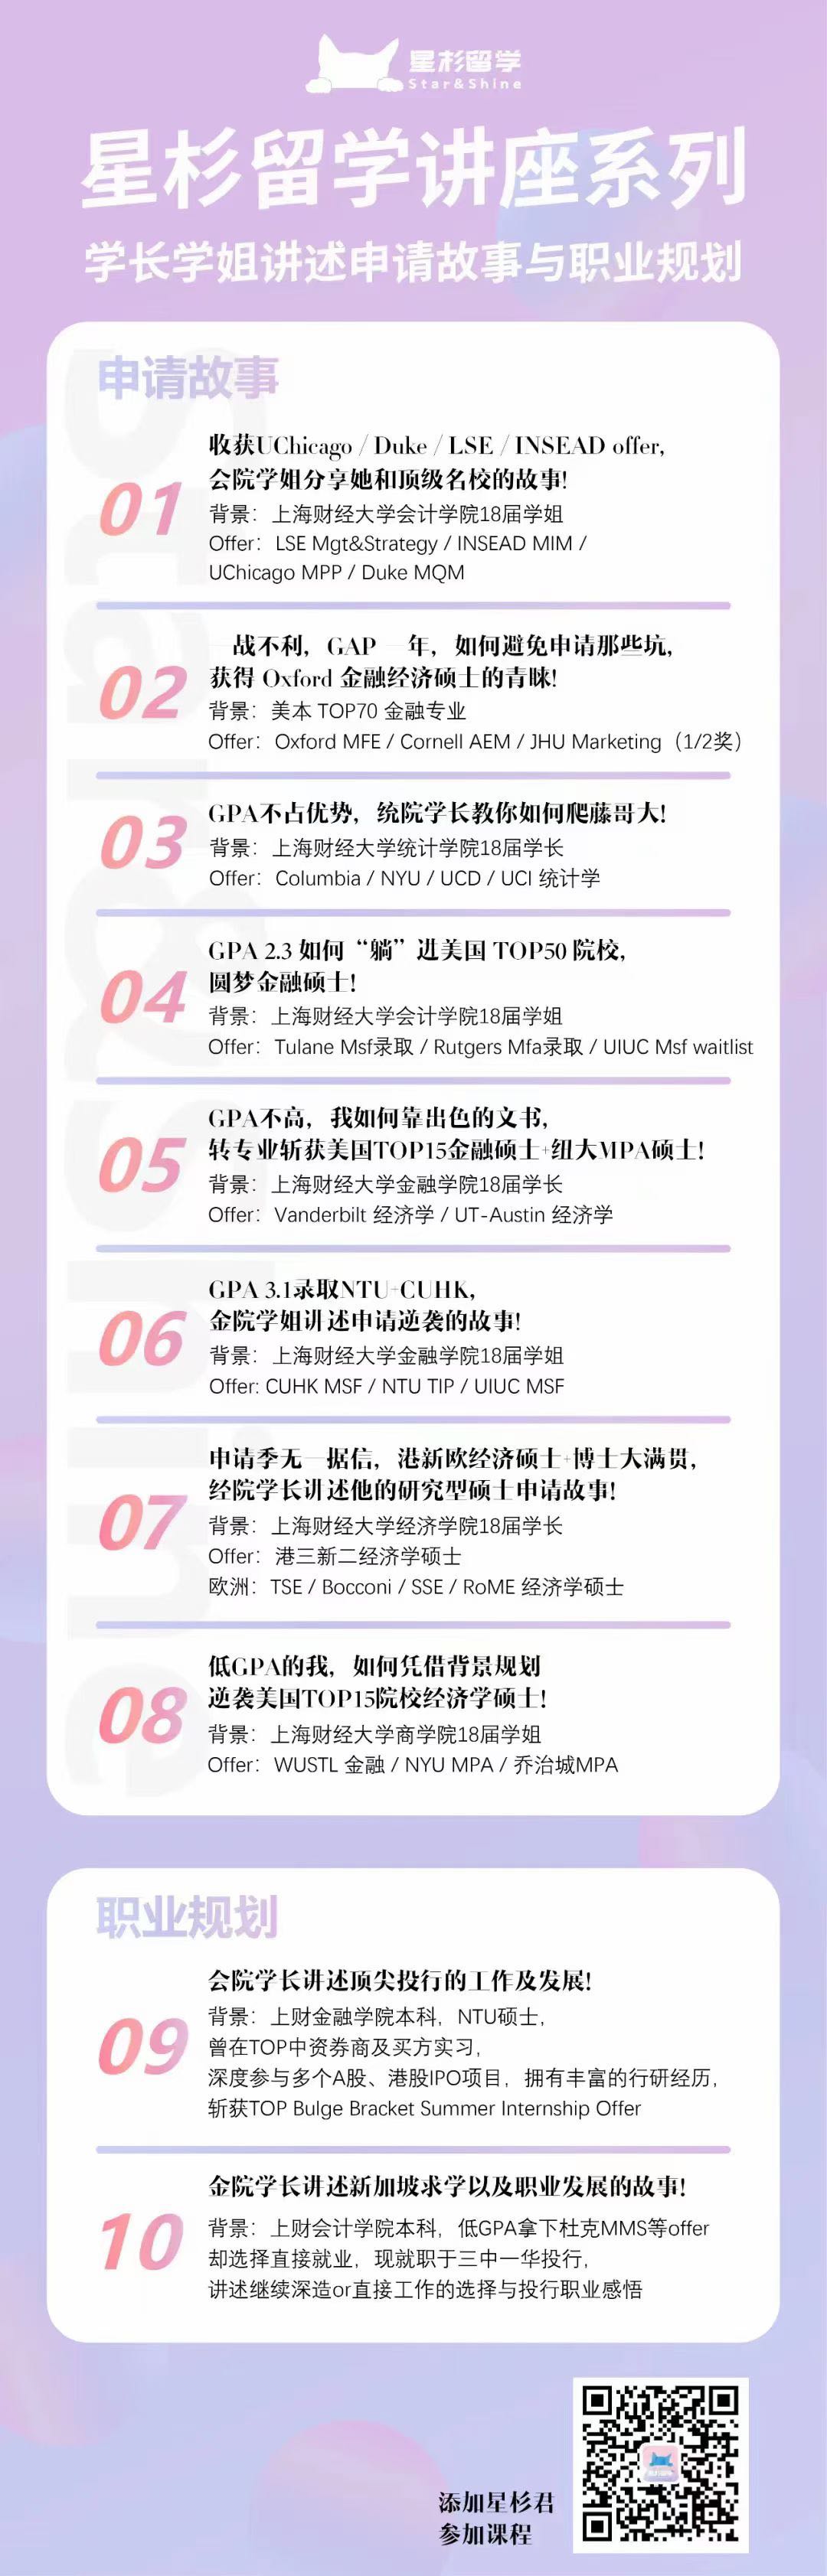 星杉留学
Star&Shine
星杉留学讲座系列
学长学姐讲述申请故事与职业规划
申请故事
01
收获UChicago / Duke / LSE / INSEAD offer,
会院学姐分享她和顶级名校的故事!
背景：上海财经大学会计学院18届学姐
Offer：LSE Mgt&Strategy / INSEAD MIM /
UChicago MPP / Duke MQM
02
一战不利，GAP 一年，如何避免申请那些坑,
获得 Oxford 金融经济硕士的青睐!
背景：美本 TOP70 金融专业
Offer：Oxford MFE / Cornell AEM / JHU Marketing（1/2奖）
03
GPA不占优势，统院学长教你如何爬藤哥大!
背景：上海财经大学统计学院18届学长
Offer：Columbia / NYU / UCD / UCI 统计学
04
GPA 2.3 如何“躺”进美国 TOP50 院校,
圆梦金融硕士!
背景：上海财经大学会计学院18届学姐
Offer：Tulane Msf录取 / Rutgers Mfa录取 / UIUC Msf waitlist
05
GPA不高，我如何靠出色的文书,
转专业斩获美国TOP15金融硕士+纽大MPA硕士!
背景：上海财经大学金融学院18届学长
Offer：Vanderbilt 经济学 / UT-Austin 经济学
06
GPA 3.1录取NTU+CUHK,
金院学姐讲述申请逆袭的故事!
背景：上海财经大学金融学院18届学姐
Offer: CUHK MSF / NTU TIP / UIUC MSF
07
申请季无一据信，港新欧经济硕士+博士大满贯,
经院学长讲述他的研究型硕士申请故事!
背景：上海财经大学经济学院18届学长
Offer：港三新二经济学硕士
欧洲：TSE / Bocconi / SSE / RoME 经济学硕士
08
低GPA的我，如何凭借背景规划
逆袭美国TOP15院校经济学硕士!
背景：上海财经大学商学院18届学姐
Offer：WUSTL 金融 / NYU MPA / 乔治城MPA
Star&Shine
职业规划
09
会院学长讲述顶尖投行的工作及发展!
背景：上财金融学院本科，NTU硕士，
曾在TOP中资券商及买方实习，
深度参与多个A股、港股IPO项目，拥有丰富的行研经历，
斩获TOP Bulge Bracket Summer Internship Offer
10
金院学长讲述新加坡求学以及职业发展的故事!
背景：上财会计学院本科，低GPA拿下杜克MMS等offer
却选择直接就业，现就职于三中一华投行，
讲述继续深造or直接工作的选择与投行职业感悟
添加星杉君
参加课程